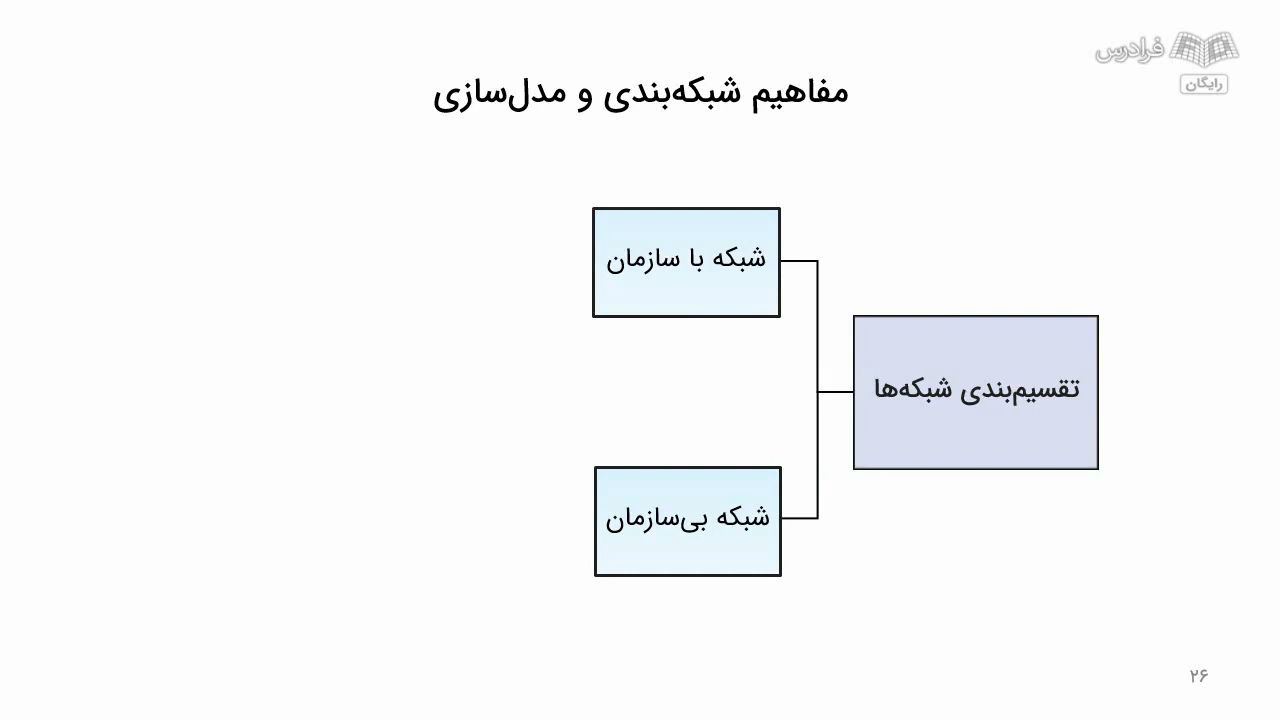 فرادرس
رایگان
مفاهیم شبکه‌بندی و مدل‌سازی
شبکه با سازمان
تقسیم‌بندی شبکه‌ها
شبکه بی‌سازمان
۲۶